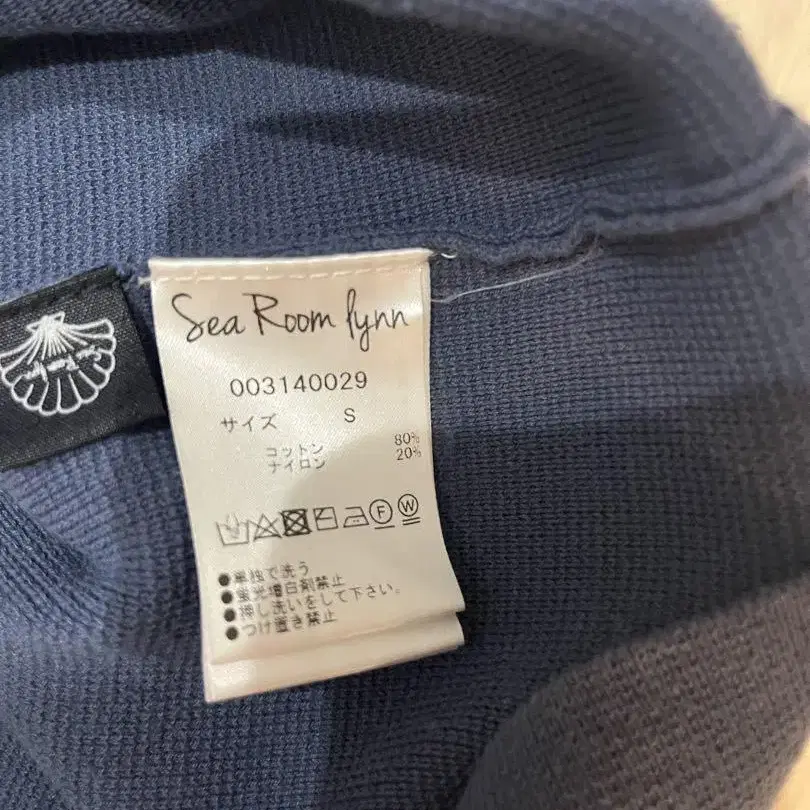 Sea Room lynn
003140029
サイズ S
コットン 80%
ナイロン 20%
F W
●単独で洗う
●蛍光増白剤禁止
●押し洗いをして下さい。
●つけ置き禁止